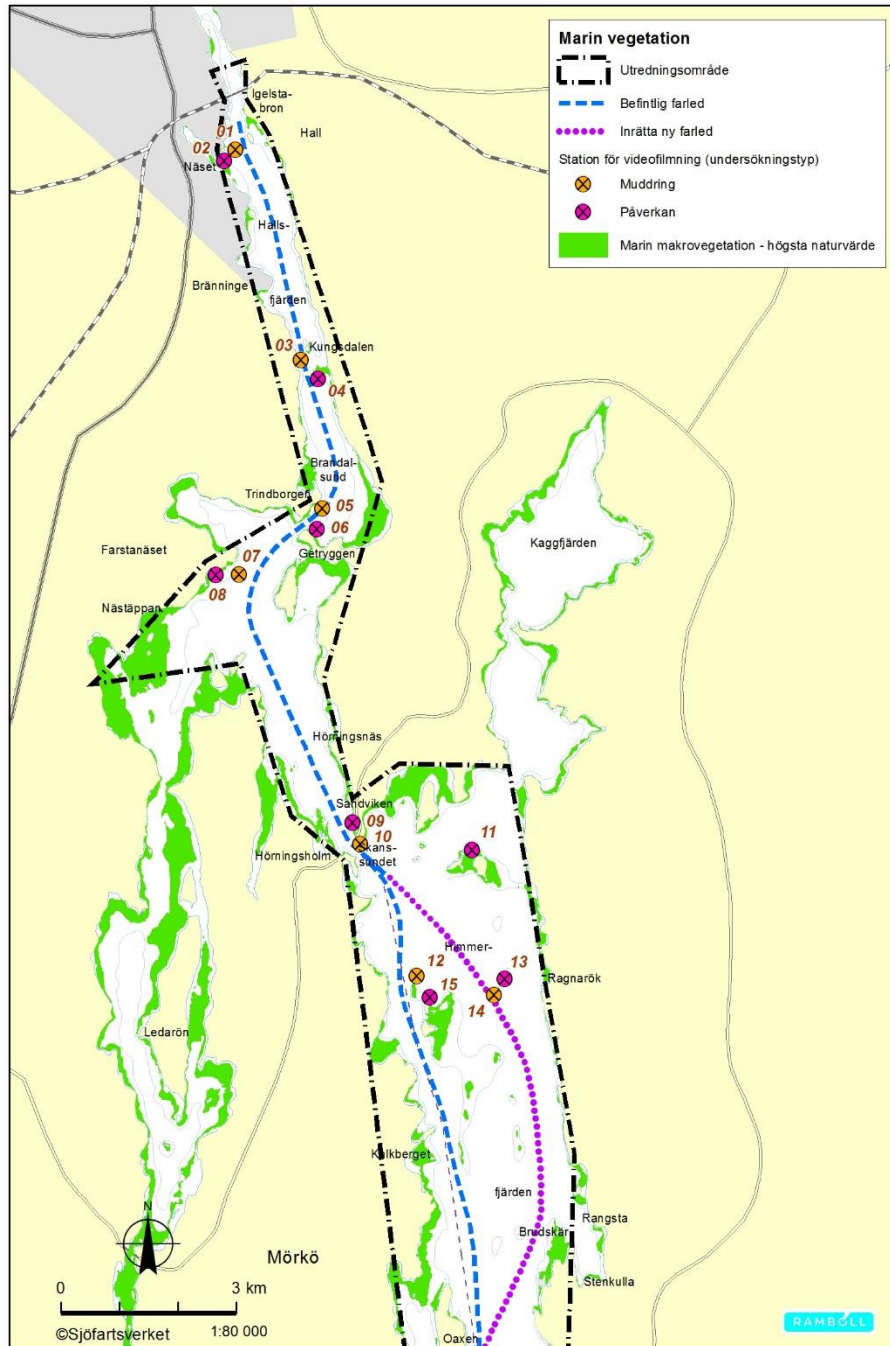 Marin vegetation
Utredningsområde
Befintlig farled
Inrätta ny farled
Station för videofilmning (undersökningstyp)
Muddring
Påverkan
Marin makrovegetation - högsta naturvärde
Igelsta-
bron
01
Hall
02
Näset
Halls-
Bränninge
fjärden
03
Kungsdalen
04
Brandal-
sund
Trindborgen
05
06
Farstanäset
07
Getryggen
08
Nästäppan
Kaggfjärden
Hörningsnäs
Sandviken
09
10
11
Skans-
sundet
Hörningsholm
Himmer-
12
13
15
14
Ragnarök
Ledarön
Kalkberget
fjärden
Rangsta
Brudskär
Stenkulla
N
Mörkö
0
3 km
©Sjöfartsverket
1:80 000
Oaxen
RAMBOLL